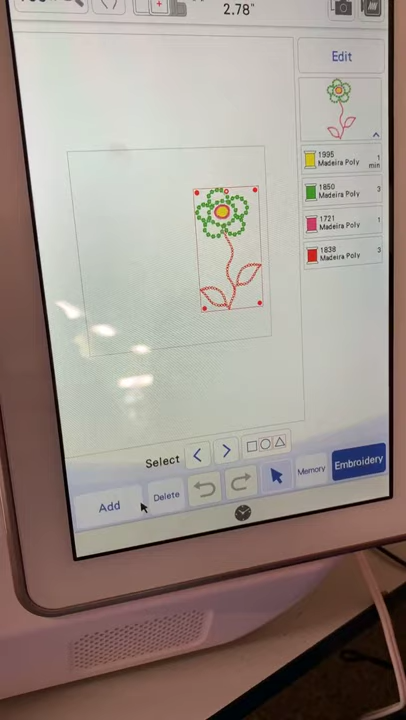 2.78"
Edit
1995
Madeira Poly
1
min
1850
Madeira Poly
3
1721
Madeira Poly
1
1838
Madeira Poly
3
Select
Add
Delete
Memory
Embroidery